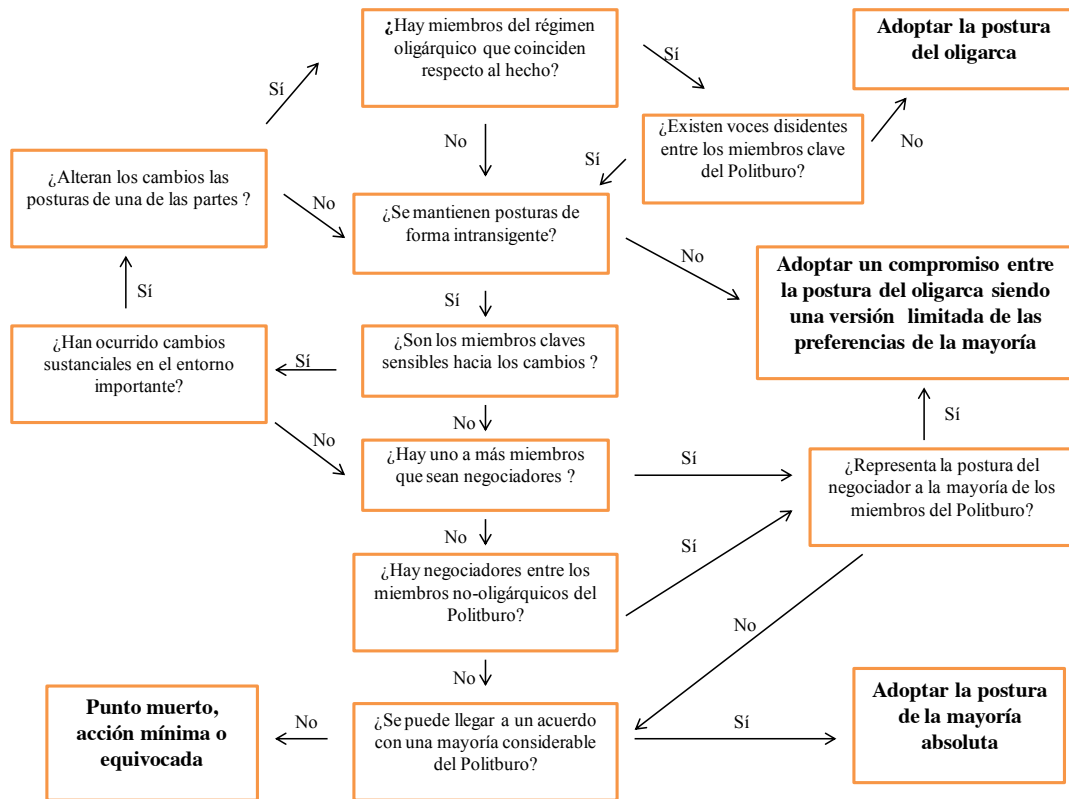 ¿Hay miembros del régimen
oligárquico que coinciden
respecto al hecho?
Adoptar la postura
del oligarca
Sí
Sí
No
¿Existen voces disidentes
entre los miembros clave
del Politburo?
No
Sí
¿Alteran los cambios las
posturas de una de las partes ?
No
¿Se mantienen posturas de
forma intransigente?
No
Adoptar un compromiso entre
la postura del oligarca siendo
una versión limitada de las
preferencias de la mayoría
Sí
Sí
¿Han ocurrido cambios
sustanciales en el entorno
importante?
Sí
¿Son los miembros claves
sensibles hacia los cambios ?
No
No
Sí
¿Hay uno a más miembros
que sean negociadores ?
Sí
¿Representa la postura del
negociador a la mayoría de los
miembros del Politburo?
No
Sí
¿Hay negociadores entre los
miembros no-oligárquicos del
Politburo?
No
No
Punto muerto,
acción mínima o
equivocada
No
¿Se puede llegar a un acuerdo
con una mayoría considerable
del Politburo?
Sí
Adoptar la postura
de la mayoría
absoluta